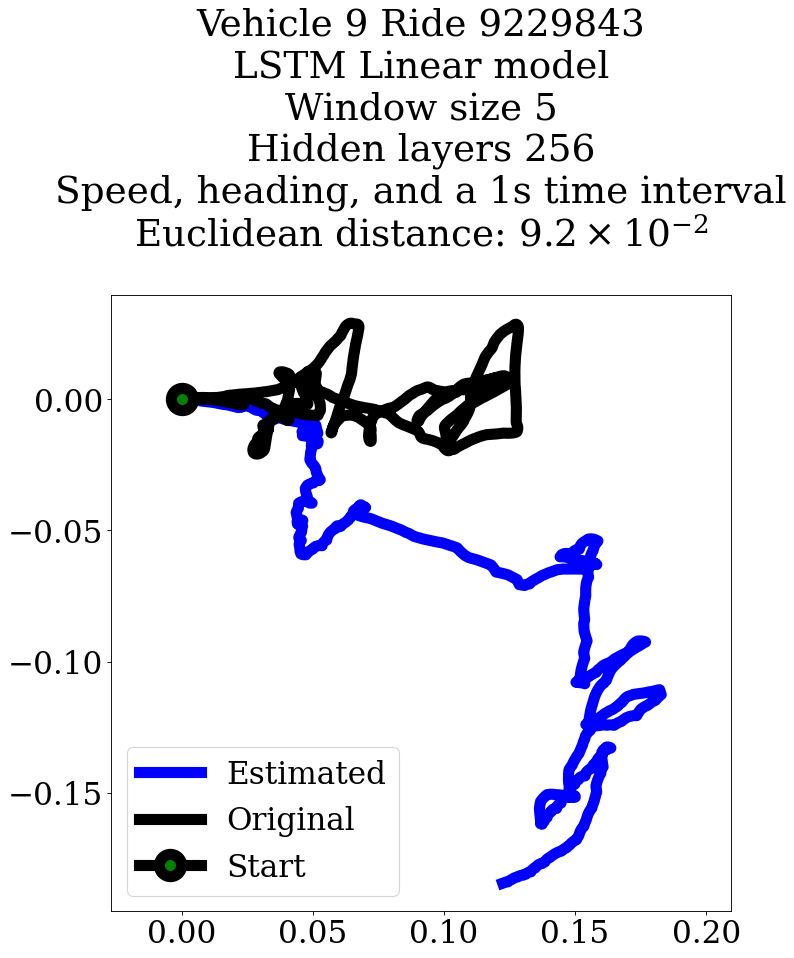 Vehicle 9 Ride 9229843
LSTM Linear model
Window size 5
Hidden layers 256
Speed, heading, and a 1s time interval
Euclidean distance: 9.2 × 10⁻²
0.00
−0.05
−0.10
−0.15
Estimated
Original
Start
0.00 0.05 0.10 0.15 0.20